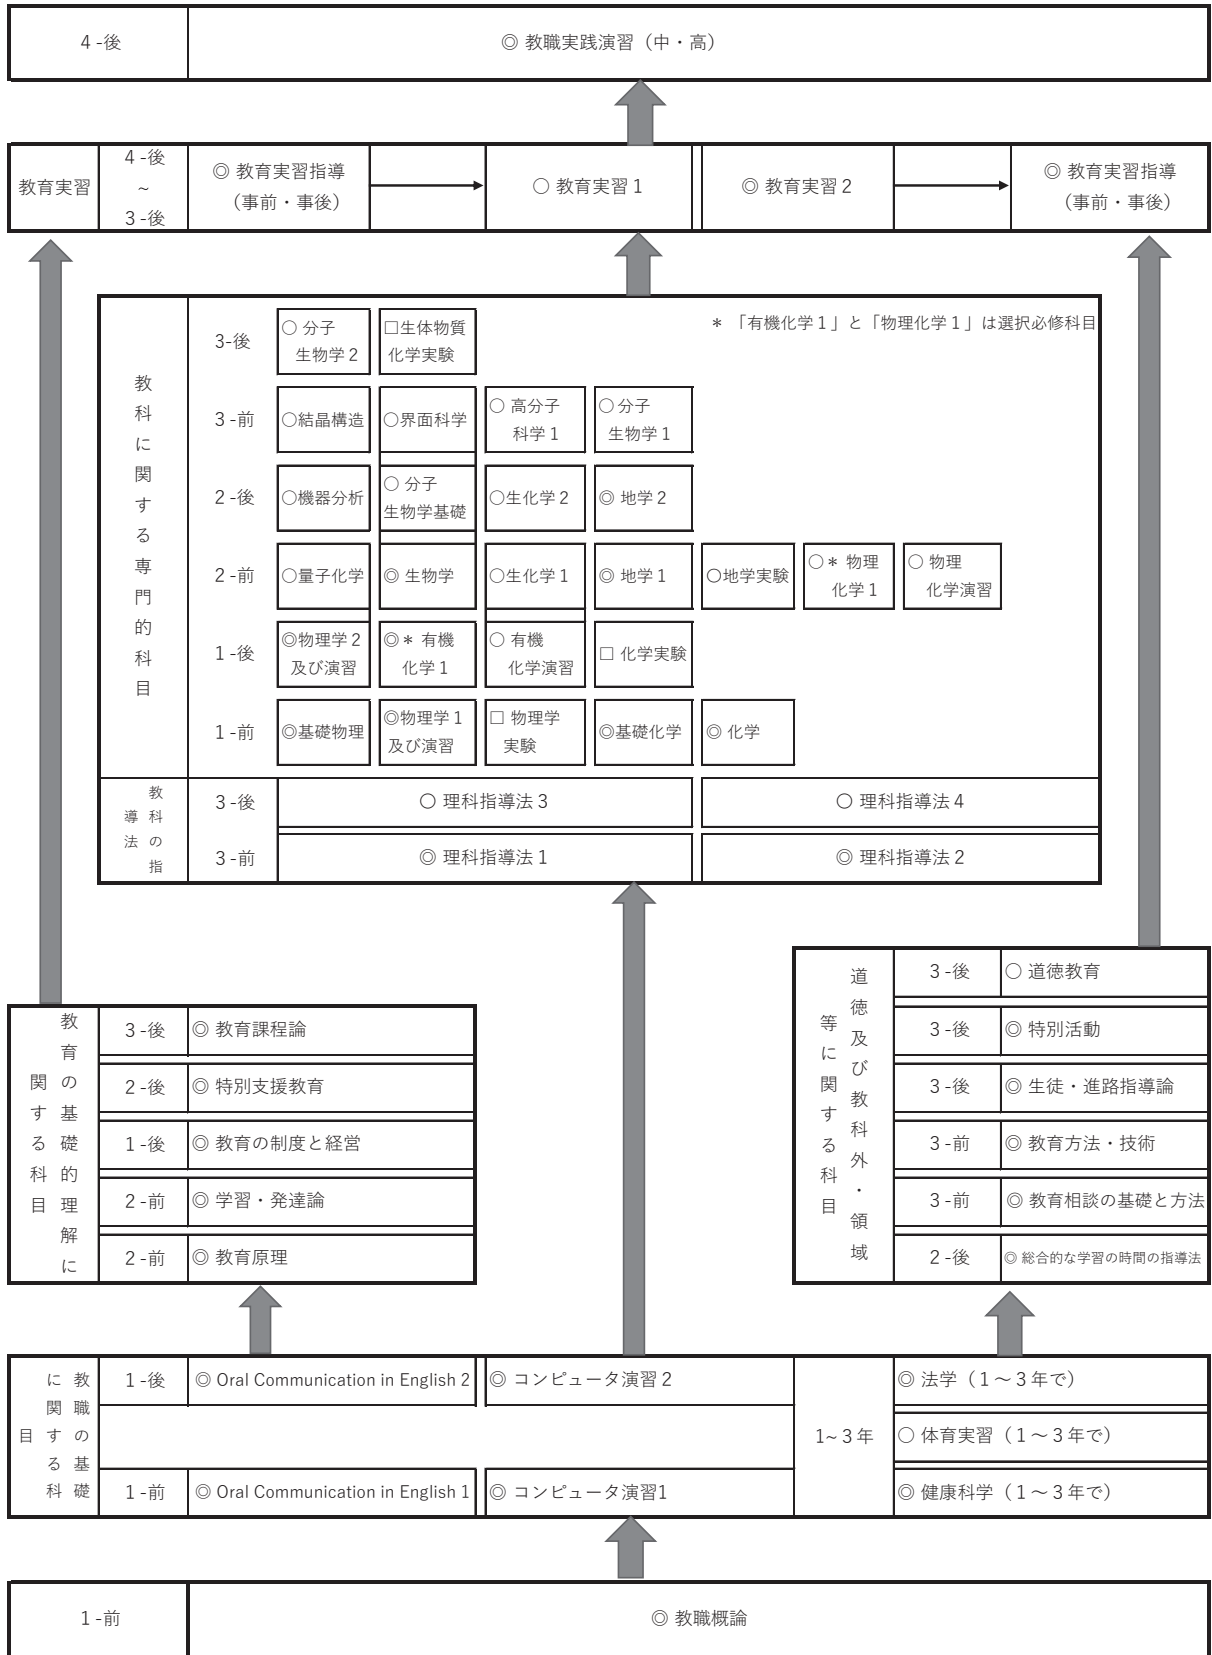 4-後
◎ 教職実践演習（中・高）
教育実習
4-後
~
3-後
◎ 教育実習指導
（事前・事後）
○ 教育実習1
◎ 教育実習2
◎ 教育実習指導
（事前・事後）
教科に関する専門的科目
3-後
○ 分子
生物学2
□生体物質
化学実験
＊ 「有機化学1」と「物理化学1」は選択必修科目
3-前
○結晶構造
○界面科学
○ 高分子
科学1
○分子
生物学1
2-後
○機器分析
○ 分子
生物学基礎
○生化学2
◎ 地学2
2-前
○量子化学
◎ 生物学
○生化学1
◎ 地学1
○地学実験
○＊ 物理
化学1
○ 物理
化学演習
1-後
◎物理学2
及び演習
◎＊ 有機
化学1
○ 有機
化学演習
□ 化学実験
1-前
◎基礎物理
◎物理学1
及び演習
□ 物理学
実験
◎基礎化学
◎ 化学
教科の指
導法
3-後
○ 理科指導法3
○ 理科指導法4
3-前
◎ 理科指導法1
◎ 理科指導法2
教育の基礎的理解に
関する科目
3-後
◎ 教育課程論
2-後
◎ 特別支援教育
1-後
◎ 教育の制度と経営
2-前
◎ 学習・発達論
2-前
◎ 教育原理
道徳及び教科外・領域
等に関する科目
3-後
○ 道徳教育
3-後
◎ 特別活動
3-後
◎ 生徒・進路指導論
3-前
◎ 教育方法・技術
3-前
◎ 教育相談の基礎と方法
2-後
◎ 総合的な学習の時間の指導法
教職の基礎
に関する科
目
1-後
◎ Oral Communication in English 2
◎ コンピュータ演習2
1~3年
◎ 法学（1～3年で）
○ 体育実習（1～3年で）
1-前
◎ Oral Communication in English 1
◎ コンピュータ演習1
◎ 健康科学（1～3年で）
1-前
◎ 教職概論